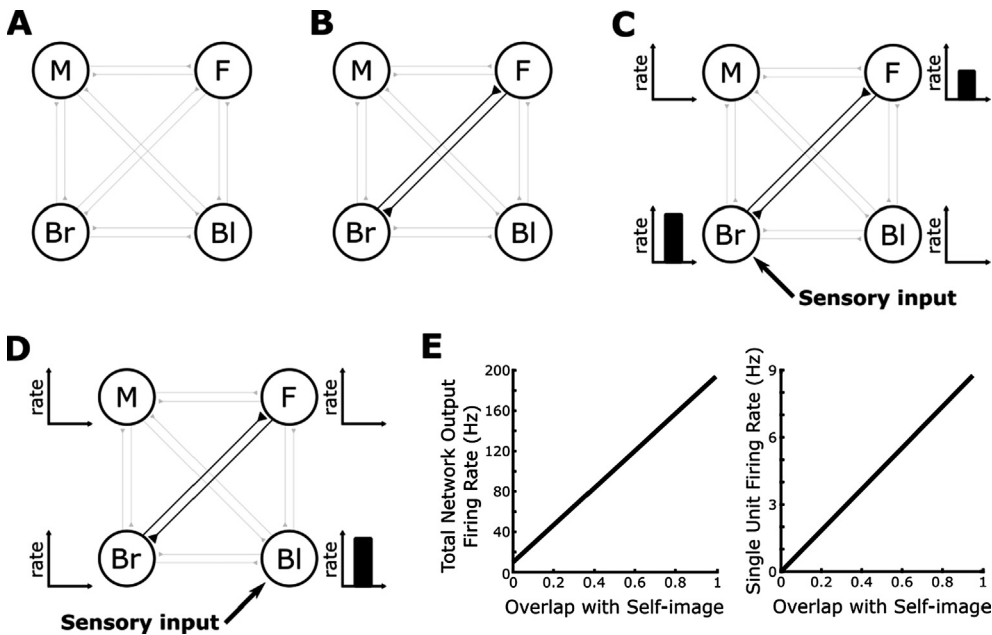 A
M
F
Br
Bl
B
M
F
Br
Bl
C
rate
M
F
rate
rate
Br
Bl
rate
Sensory input
D
rate
M
F
rate
rate
Br
Bl
rate
Sensory input
E
Total Network Output
Firing Rate (Hz)
200
160
120
80
40
0
0
0.2
0.4
0.6
0.8
1
Overlap with Self-image
Single Unit Firing Rate (Hz)
9
6
3
0
0
0.2
0.4
0.6
0.8
1
Overlap with Self-image